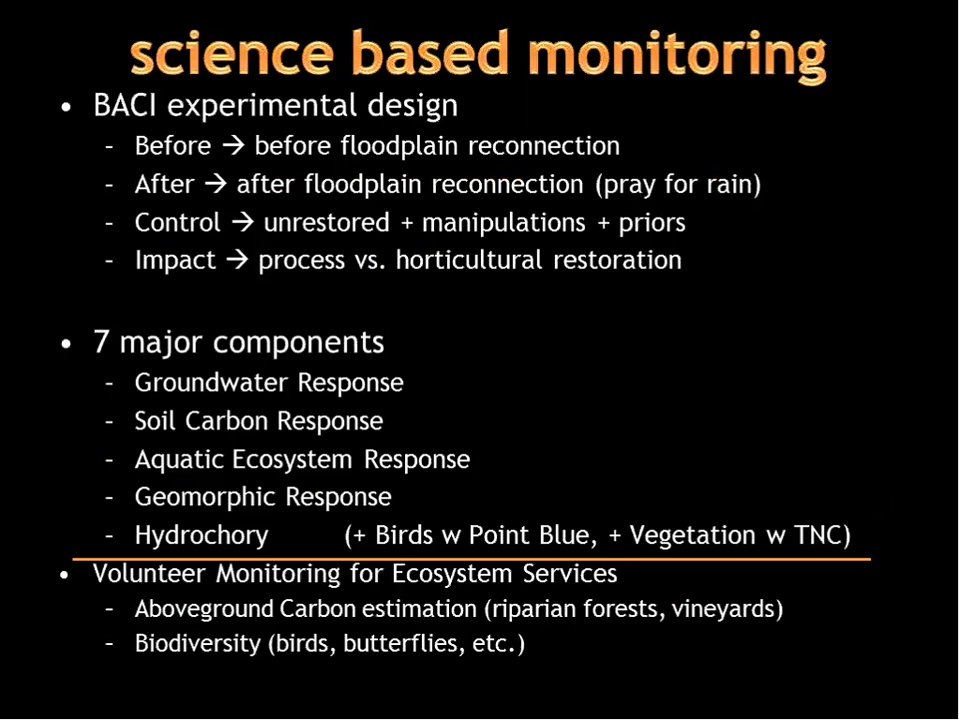 science based monitoring
• BACI experimental design
– Before → before floodplain reconnection
– After → after floodplain reconnection (pray for rain)
– Control → unrestored + manipulations + priors
– Impact → process vs. horticultural restoration
• 7 major components
– Groundwater Response
– Soil Carbon Response
– Aquatic Ecosystem Response
– Geomorphic Response
– Hydrochory (+ Birds w Point Blue, + Vegetation w TNC)
• Volunteer Monitoring for Ecosystem Services
– Aboveground Carbon estimation (riparian forests, vineyards)
– Biodiversity (birds, butterflies, etc.)